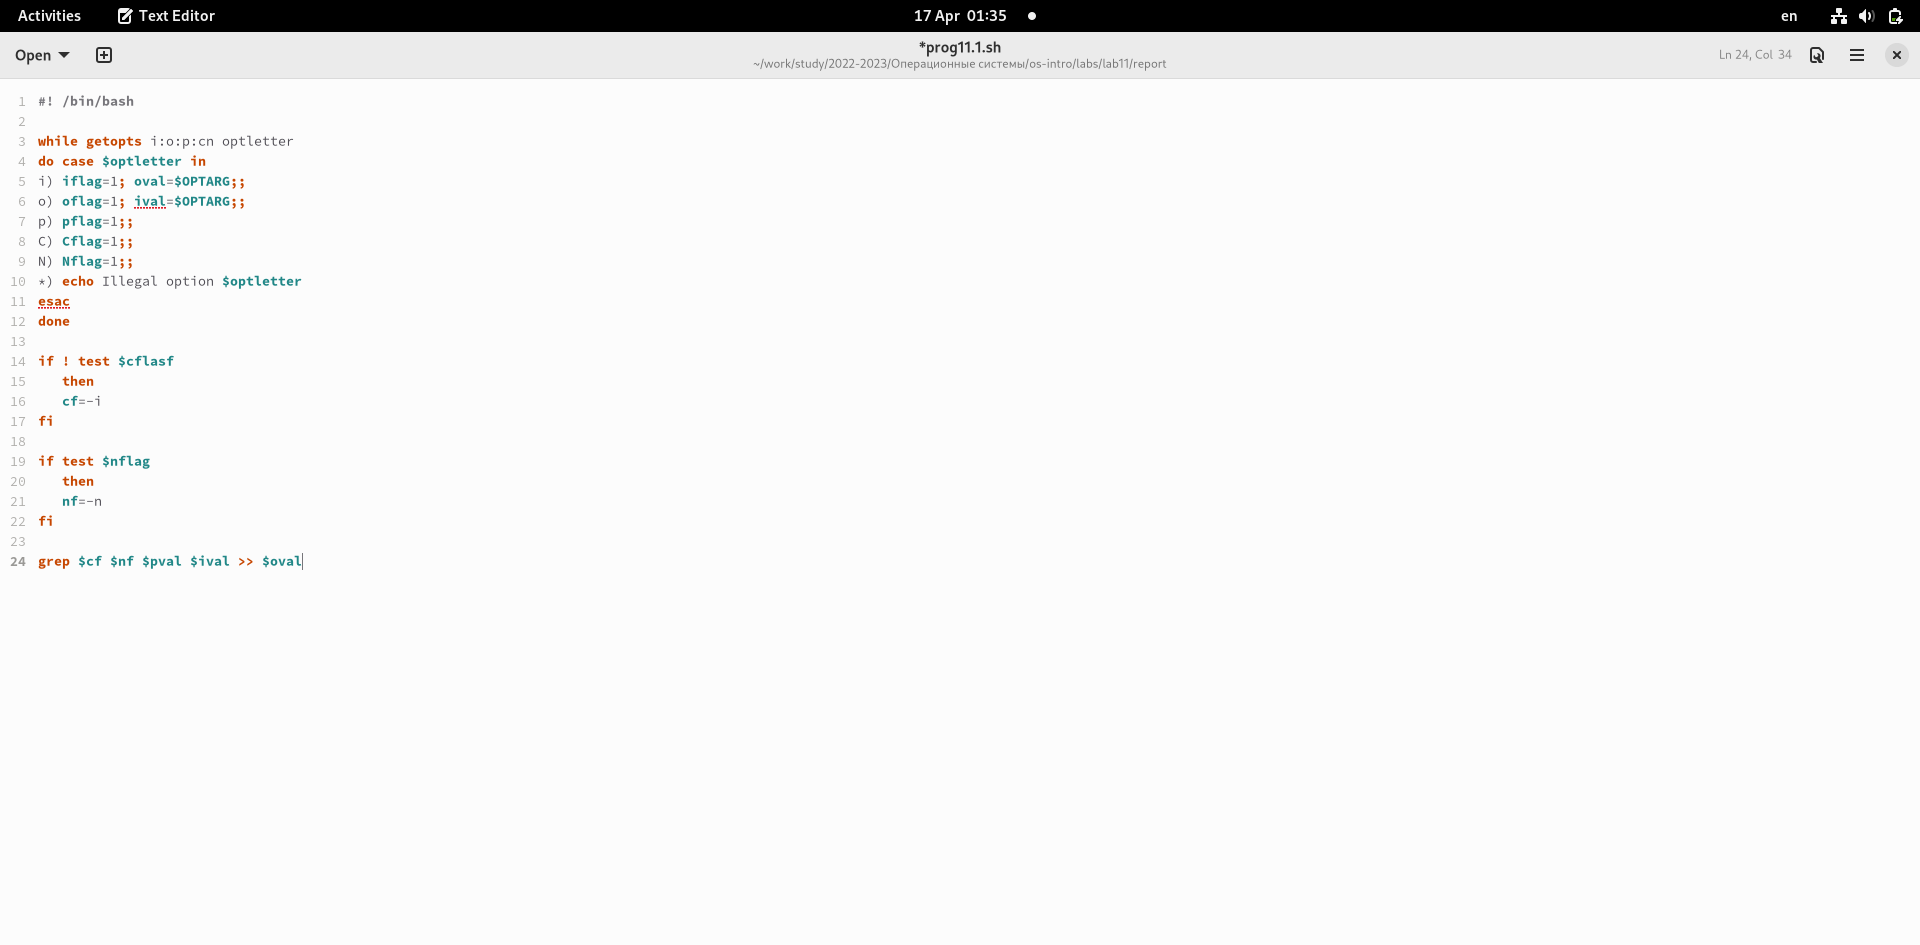 Activities Text Editor 17 Apr 01:35 en
Open *prog11.1.sh Ln 24, Col 34
~/work/study/2022-2023/Операционные системы/os-intro/labs/lab11/report
1 #! /bin/bash
2
3 while getopts i:o:p:cn optletter
4 do case $optletter in
5 i) iflag=1; oval=$OPTARG;;
6 o) oflag=1; ival=$OPTARG;;
7 p) pflag=1;;
8 C) Cflag=1;;
9 N) Nflag=1;;
10 *) echo Illegal option $optletter
11 esac
12 done
13
14 if ! test $cflasf
15 then
16 cf=-i
17 fi
18
19 if test $nflag
20 then
21 nf=-n
22 fi
23
24 grep $cf $nf $pval $ival >> $oval